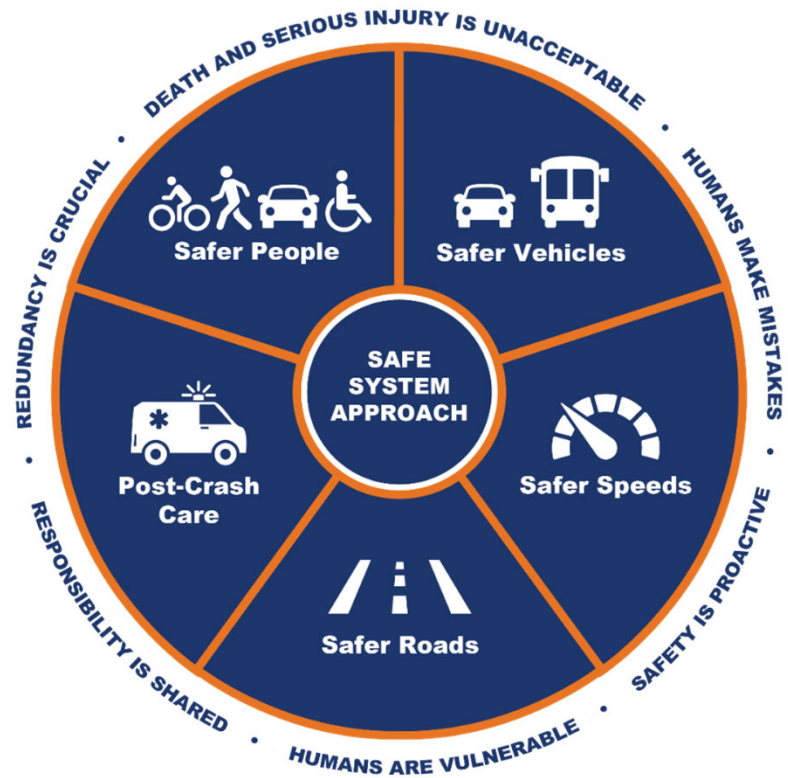 DEATH AND SERIOUS INJURY IS UNACCEPTABLE
HUMANS MAKE MISTAKES
SAFETY IS PROACTIVE
HUMANS ARE VULNERABLE
RESPONSIBILITY IS SHARED
REDUNDANCY IS CRUCIAL
Safer People
Safer Vehicles
SAFE
SYSTEM
APPROACH
Post-Crash
Care
Safer Speeds
Safer Roads